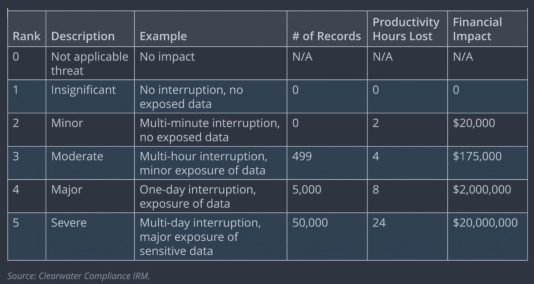 Rank Description Example # of Records Productivity Hours Lost Financial Impact
0 Not applicable threat No impact N/A N/A N/A
1 Insignificant No interruption, no exposed data 0 0 0
2 Minor Multi-minute interruption, no exposed data 0 2 $20,000
3 Moderate Multi-hour interruption, minor exposure of data 499 4 $175,000
4 Major One-day interruption, exposure of data 5,000 8 $2,000,000
5 Severe Multi-day interruption, major exposure of sensitive data 50,000 24 $20,000,000
Source: Clearwater Compliance IRM.